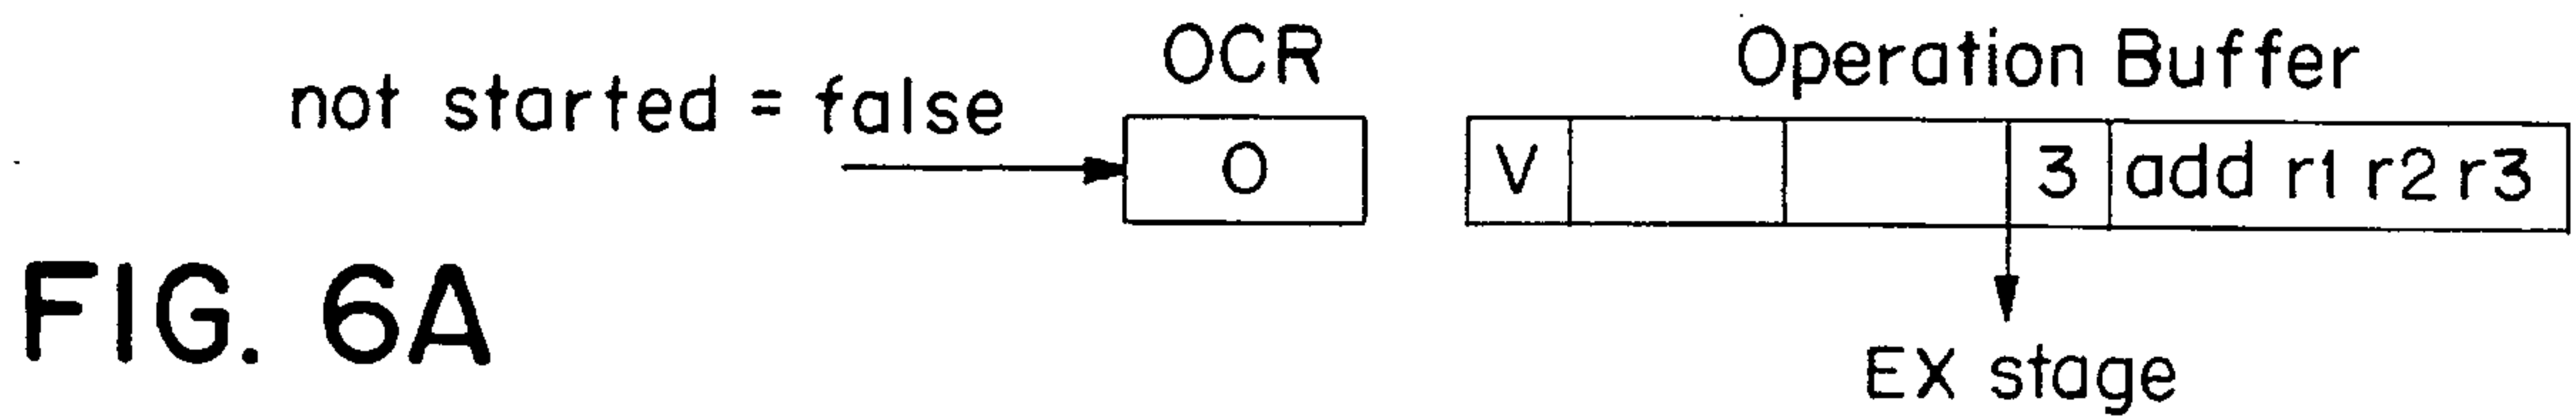 OCR
Operation Buffer
not started = false
0
V 3 add r1 r2 r3
FIG. 6A
EX stage